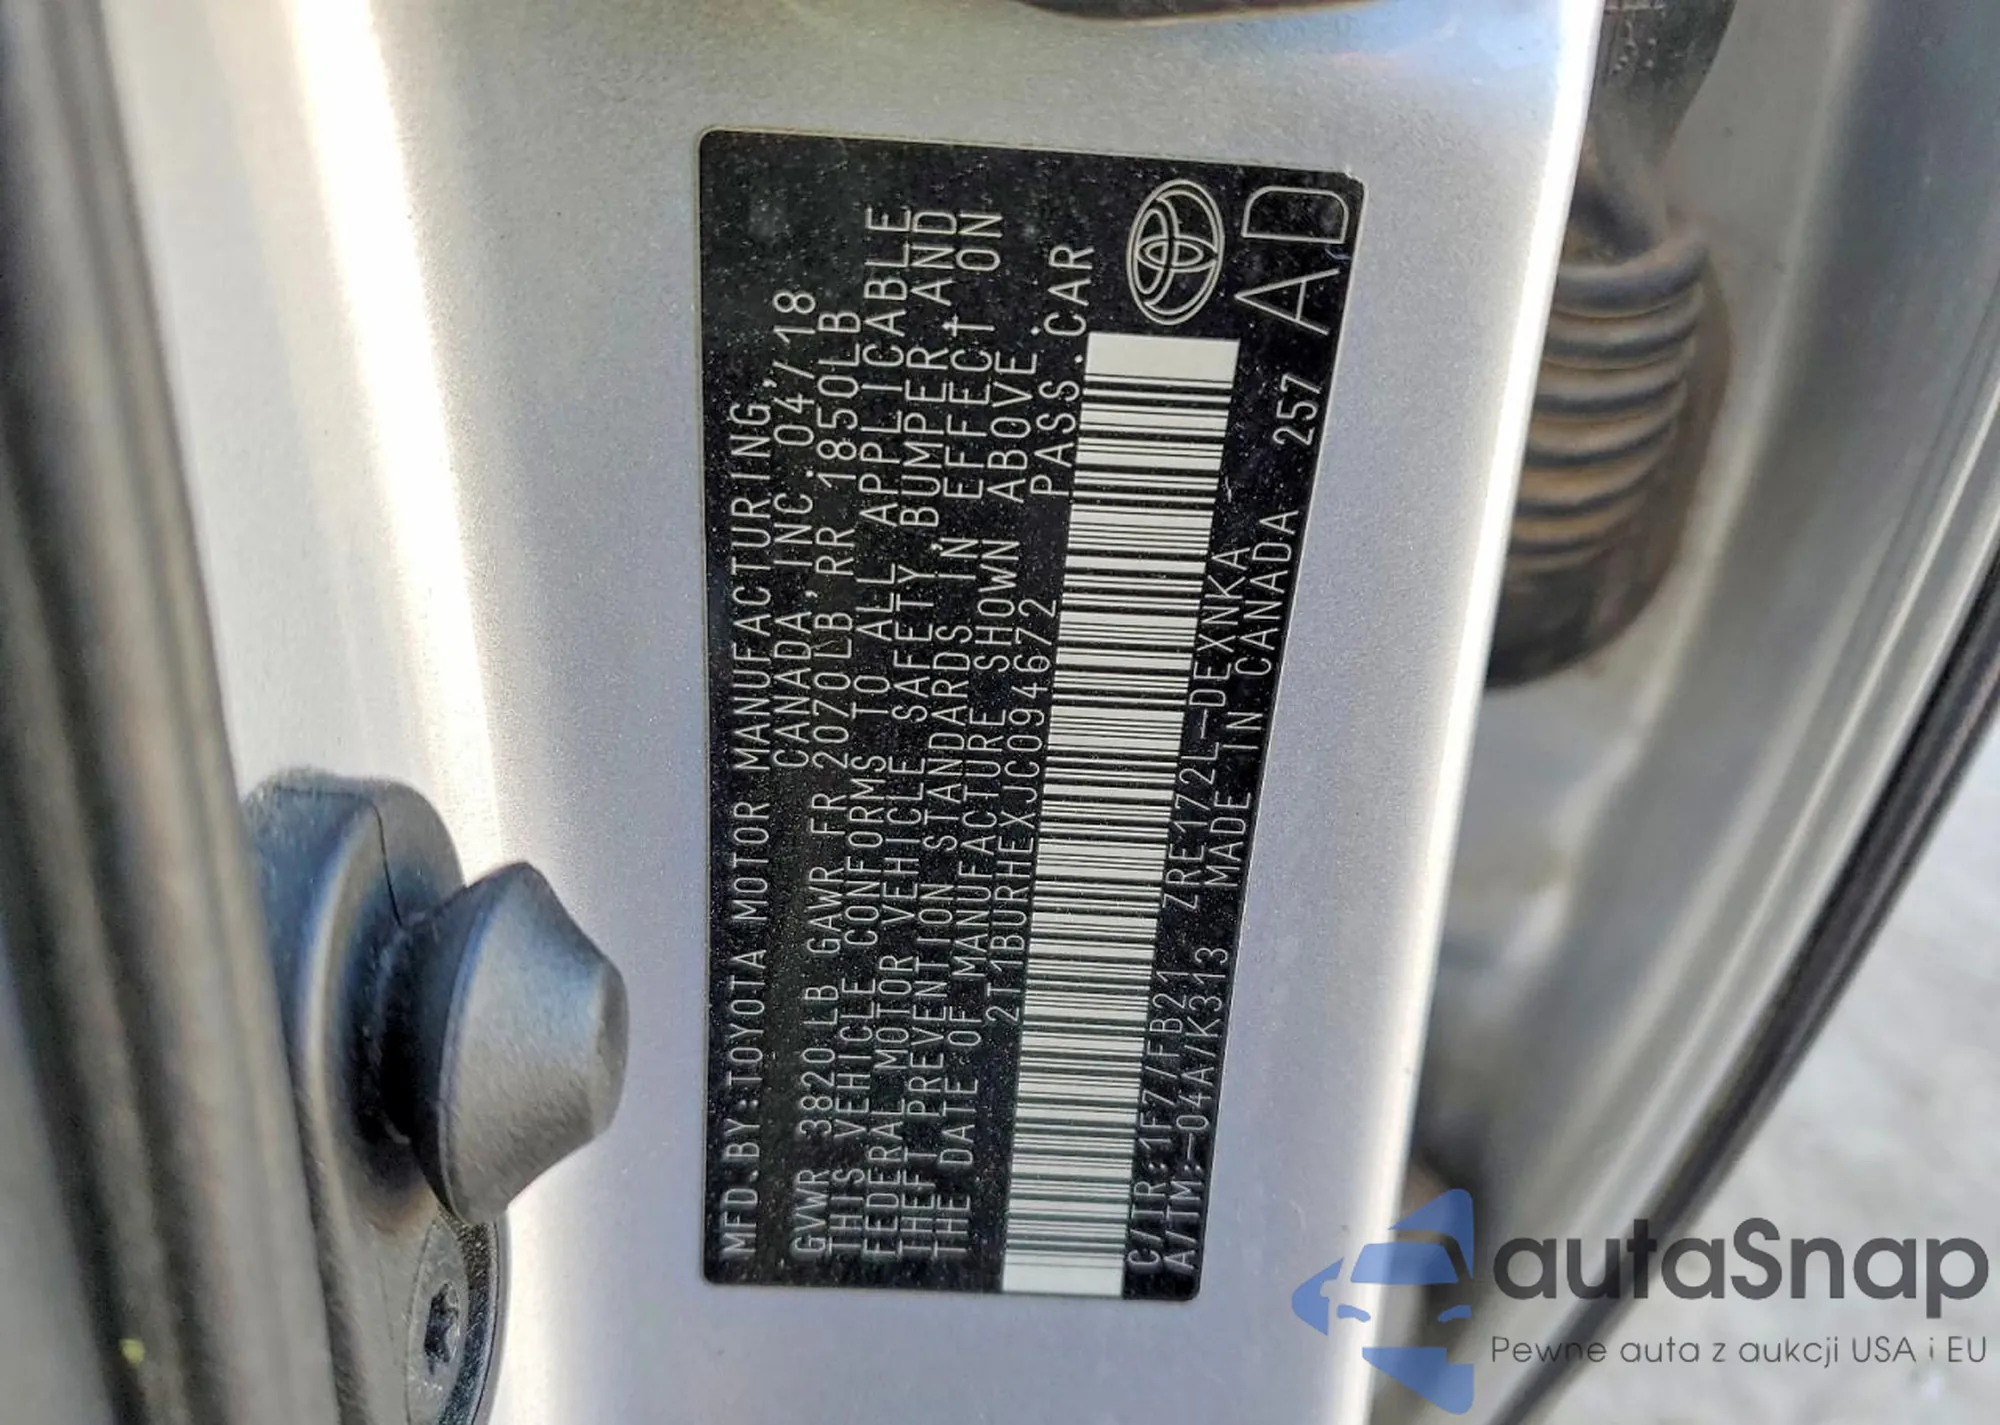 MFD.BY:TOYOTA MOTOR MANUFACTURING,
CANADA, INC. 04/18
GVWR 3820 LB GAWR FR 2070LB, RR 1850LB
THIS VEHICLE CONFORMS TO ALL APPLICABLE
FEDERAL MOTOR VEHICLE SAFETY, BUMPER, AND
THEFT PREVENTION STANDARDS IN EFFECT ON
THE DATE OF MANUFACTURE SHOWN ABOVE.
2T1BURHEXJC094672 PASS.CAR
C/TR:1F7/FB21 ZRE172L-DEXNKA
A/TM:-04A/K313 MADE IN CANADA 257
AD
autaSnap
Pewne auta z aukcji USA i EU